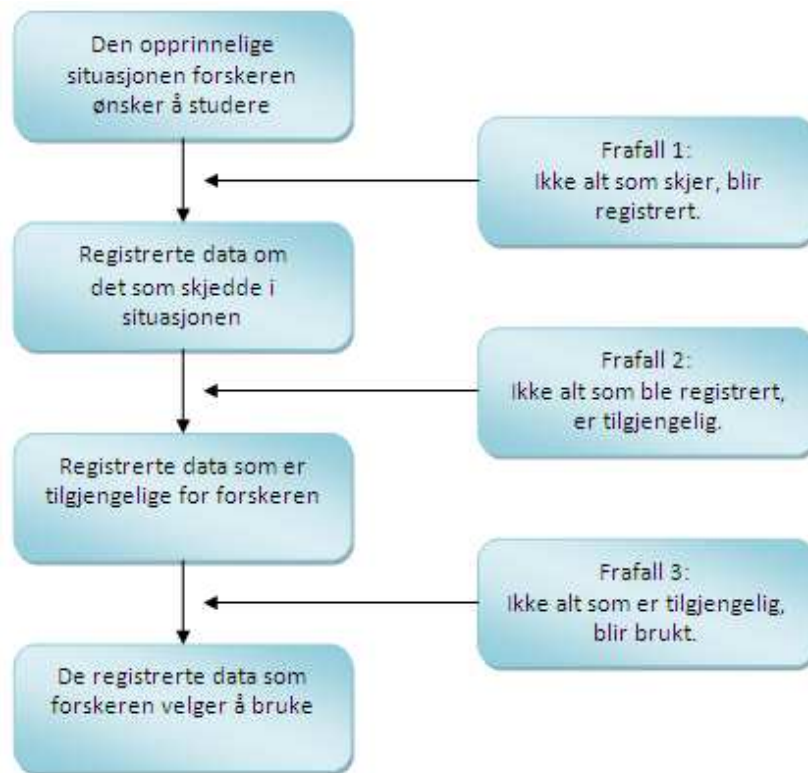 Den opprinnelige
situasjonen forskeren
ønsker å studere
Frafall 1:
Ikke alt som skjer, blir
registrert.
Registrerte data om
det som skjedde i
situasjonen
Frafall 2:
Ikke alt som ble registrert,
er tilgjengelig.
Registrerte data som er
tilgjengelige for forskeren
Frafall 3:
Ikke alt som er tilgjengelig,
blir brukt.
De registrerte data som
forskeren velger å bruke